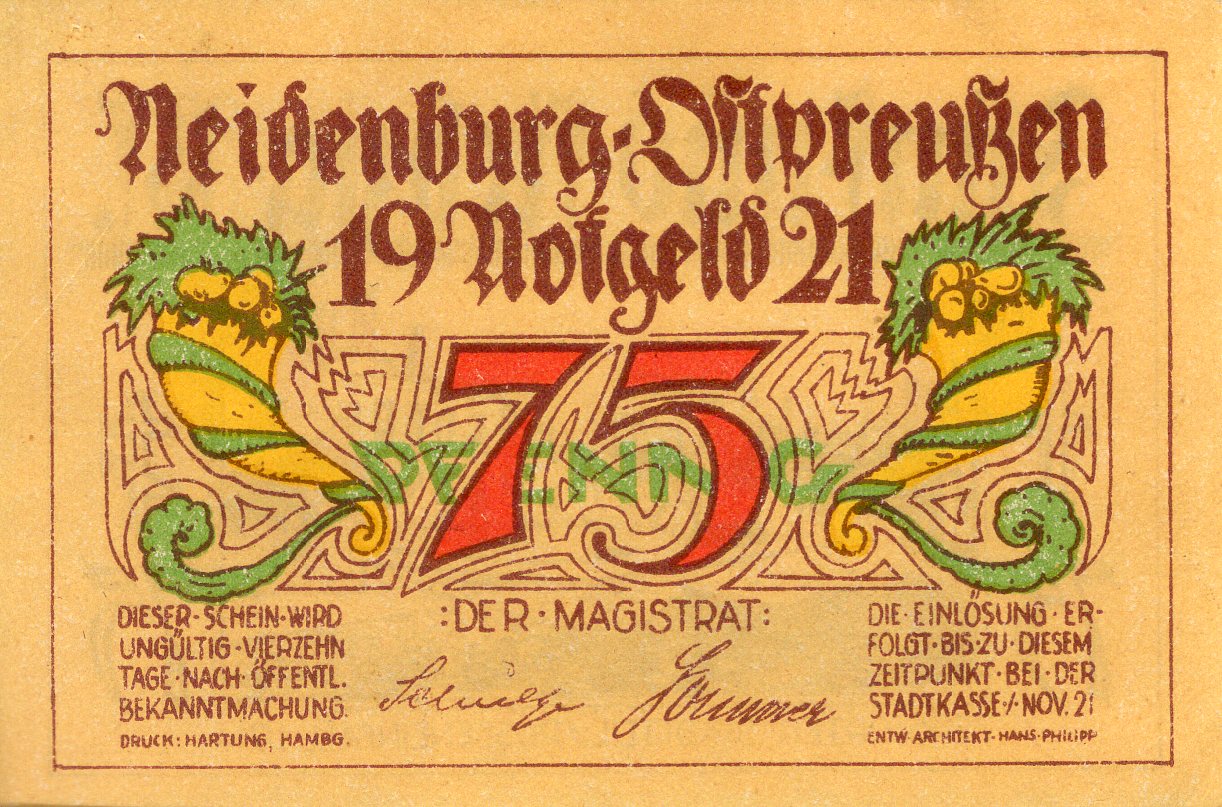 Neidenburg·Ostpreußen
19 Notgeld 21
75
PFENNIG
DIESER·SCHEIN·WIRD
UNGÜLTIG·VIERZEHN
TAGE·NACH·ÖFFENTL.
BEKANNTMACHUNG.
DRUCK: HARTUNG, HAMBG.
:DER·MAGISTRAT:
DIE·EINLÖSUNG·ER-
FOLGT·BIS·ZU·DIESEM
ZEITPUNKT·BEI·DER
STADTKASSE·/·NOV. 21
ENTW·ARCHITEKT·HANS·PHILIPP